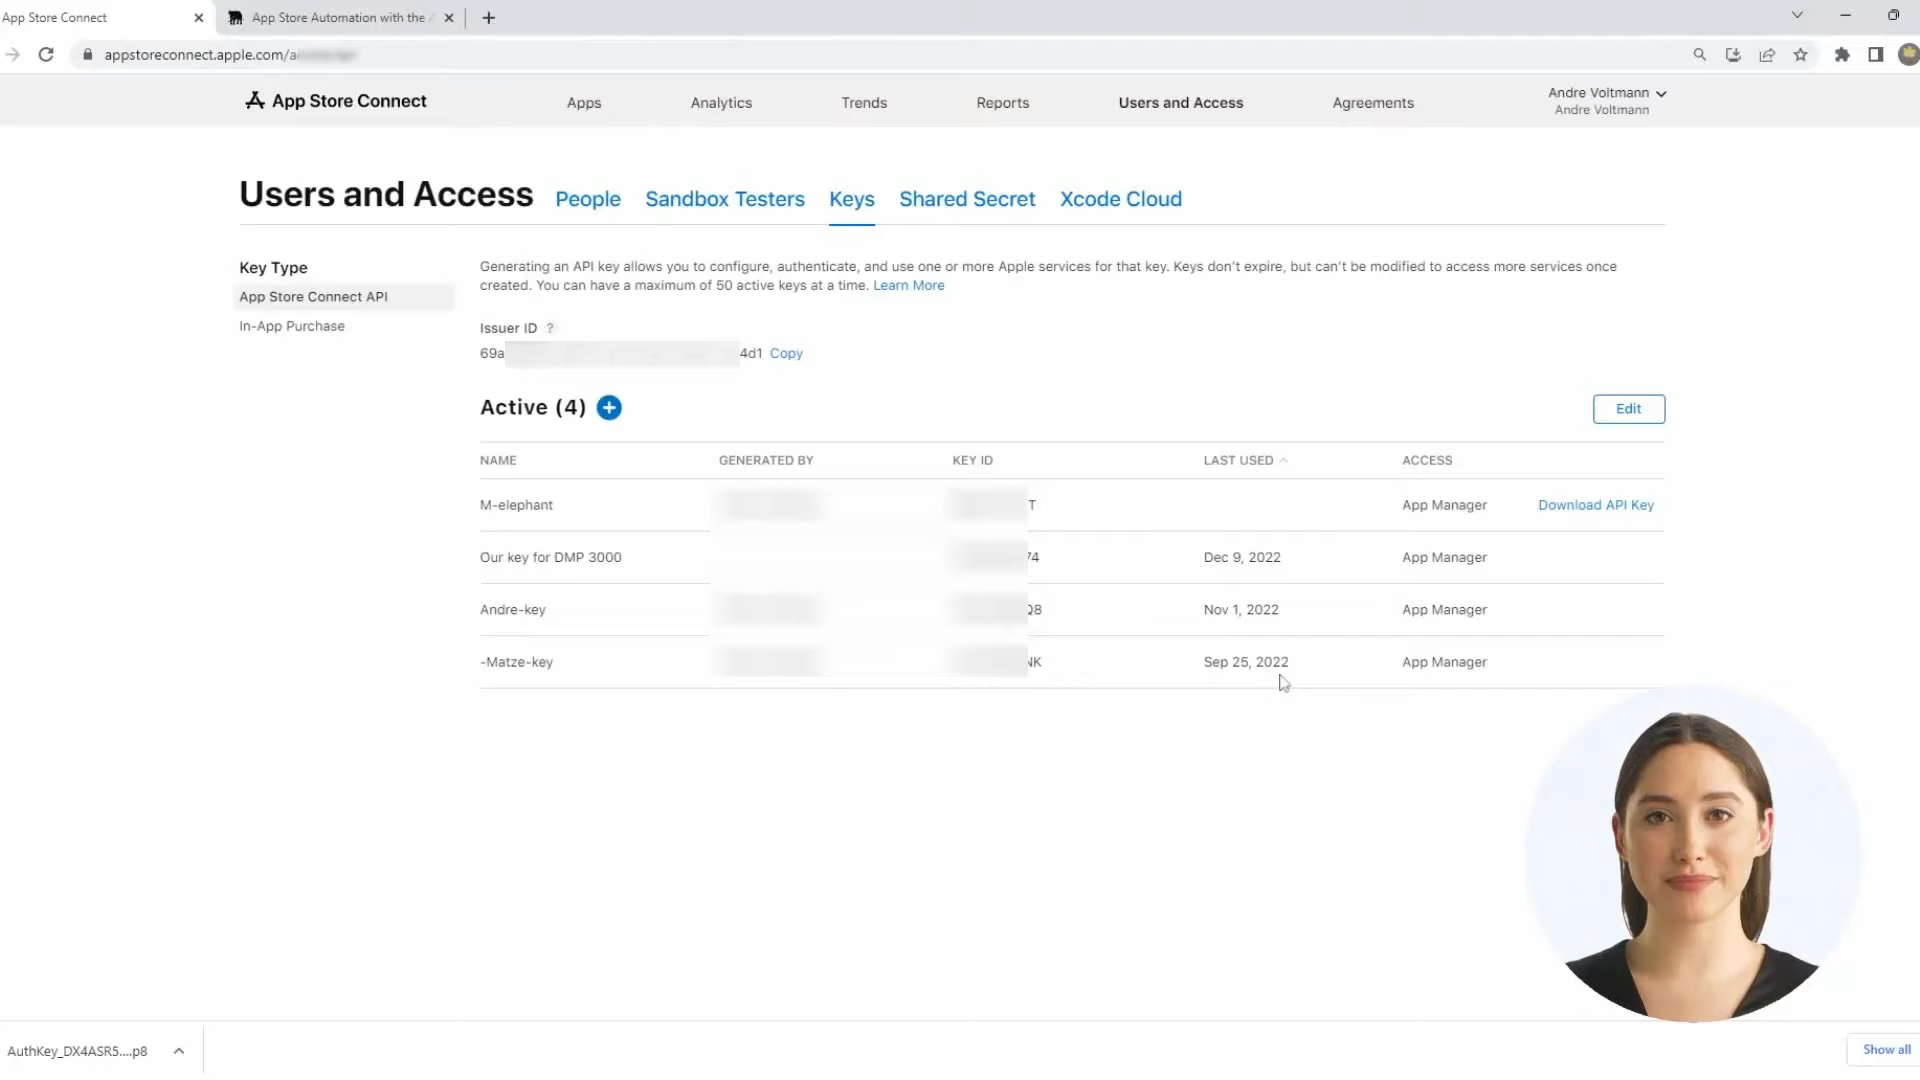 App Store Connect
App Store Automation with the
appstoreconnect.apple.com/a
App Store Connect
Apps
Analytics
Trends
Reports
Users and Access
Agreements
Andre Voltmann
Andre Voltmann
Users and Access
People
Sandbox Testers
Keys
Shared Secret
Xcode Cloud
Key Type
App Store Connect API
In-App Purchase
Generating an API key allows you to configure, authenticate, and use one or more Apple services for that key. Keys don't expire, but can't be modified to access more services once
created. You can have a maximum of 50 active keys at a time. Learn More
Issuer ID ?
69a 4d1 Copy
Active (4)
Edit
NAME GENERATED BY KEY ID LAST USED ACCESS
M-elephant T App Manager Download API Key
Our key for DMP 3000 74 Dec 9, 2022 App Manager
Andre-key Q8 Nov 1, 2022 App Manager
-Matze-key NK Sep 25, 2022 App Manager
AuthKey_DX4ASR5....p8
Show all